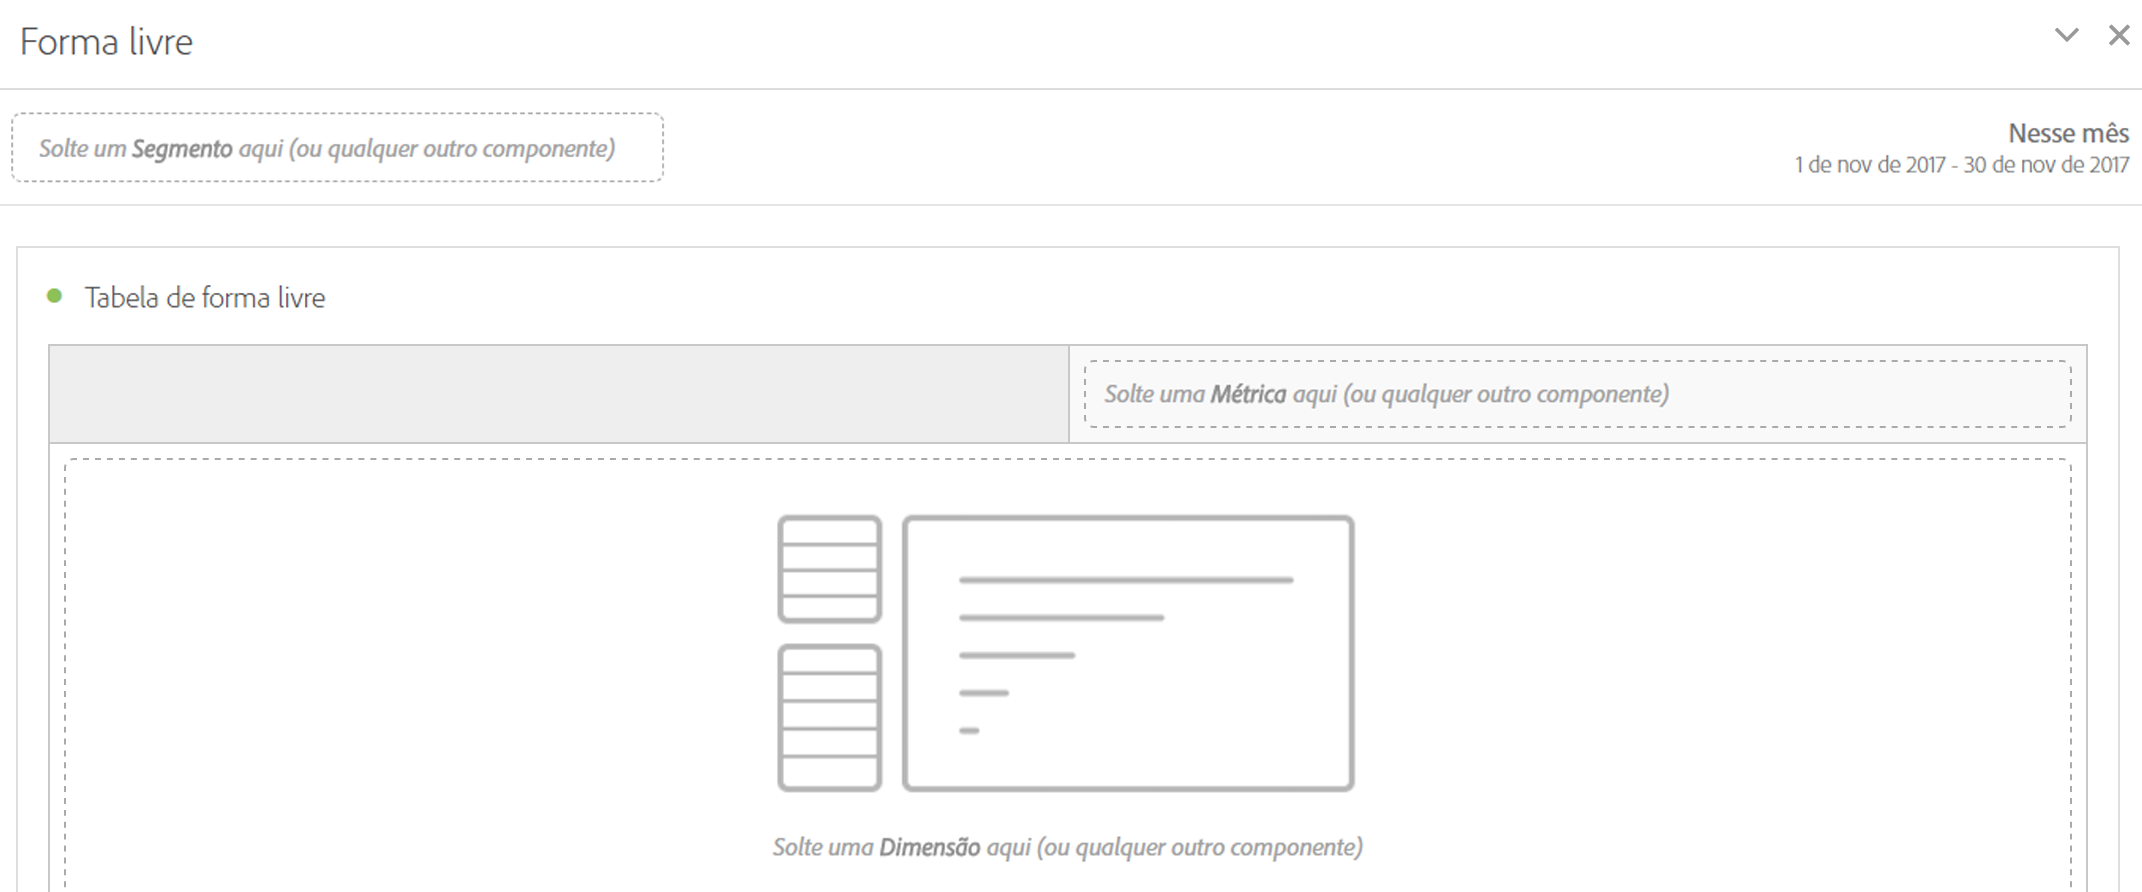 Forma livre
Solte um Segmento aqui (ou qualquer outro componente)
Nesse mês
1 de nov de 2017 - 30 de nov de 2017
Tabela de forma livre
Solte uma Métrica aqui (ou qualquer outro componente)
Solte uma Dimensão aqui (ou qualquer outro componente)